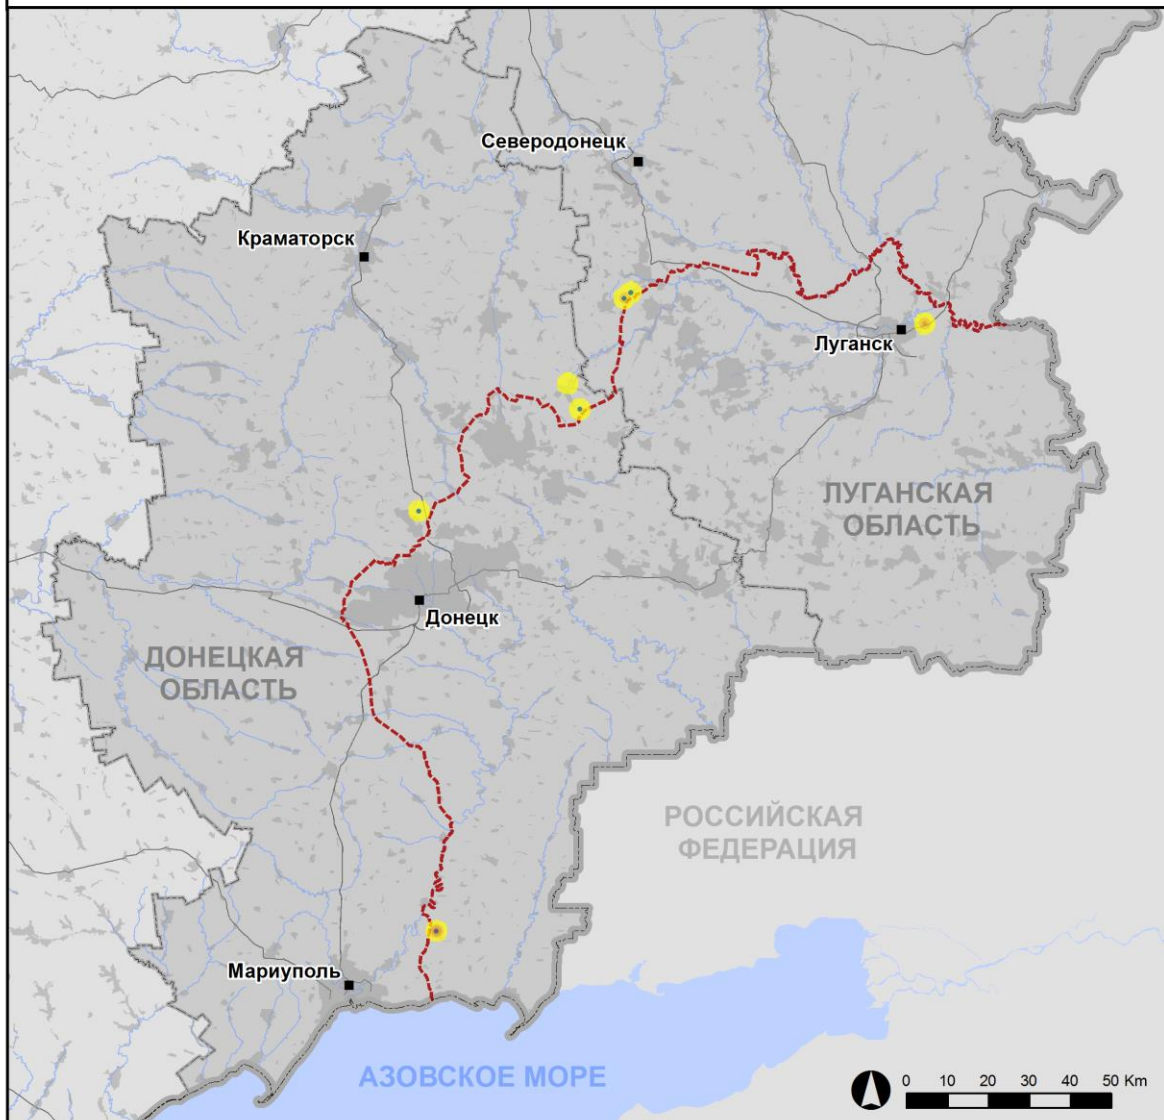 Северодонецк
Краматорск
Луганск
ЛУГАНСКАЯ
ОБЛАСТЬ
Донецк
ДОНЕЦКАЯ
ОБЛАСТЬ
РОССИЙСКАЯ
ФЕДЕРАЦИЯ
Мариуполь
АЗОВСКОЕ МОРЕ
0 10 20 30 40 50 Km